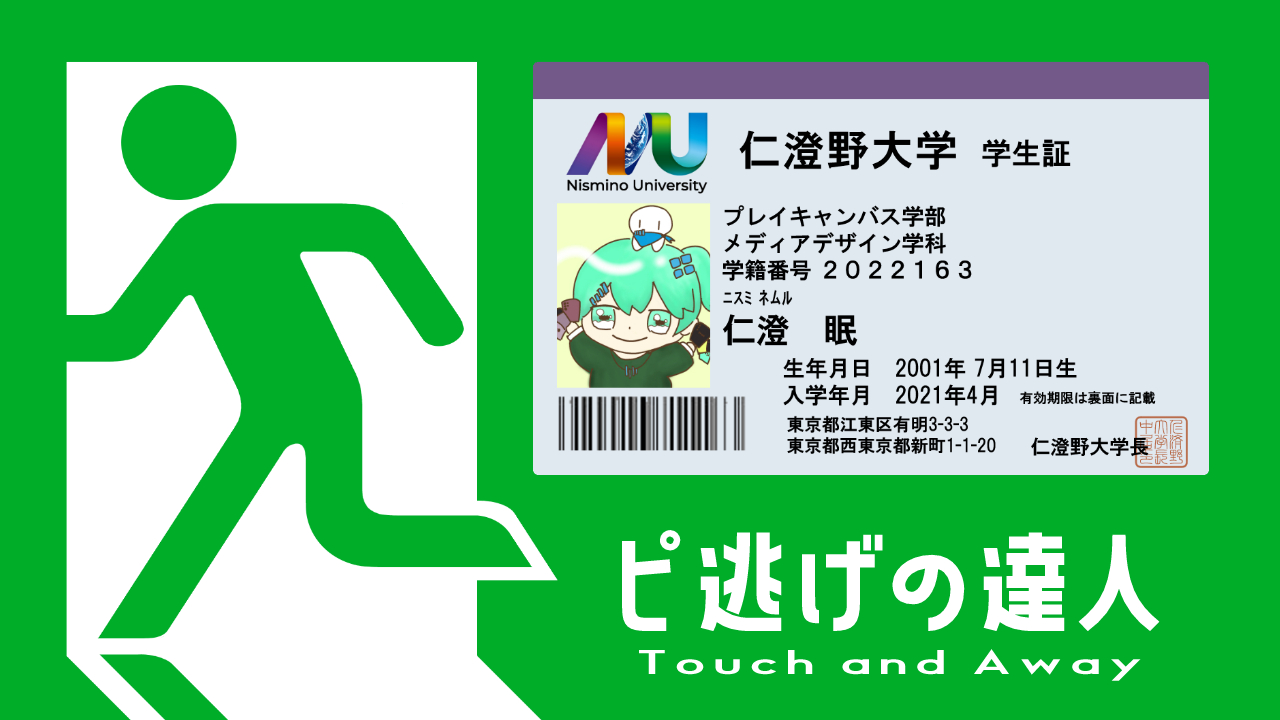 Nismino University
仁澄野大学 学生証
プレイキャンバス学部
メディアデザイン学科
学籍番号 2022163
ニスミ ネムル
仁澄 眠
生年月日 2001年 7月11日生
入学年月 2021年4月 有効期限は裏面に記載
東京都江東区有明3-3-3
東京都西東京都新町1-1-20
仁澄野大学長
ピ逃げの達人
Touch and Away